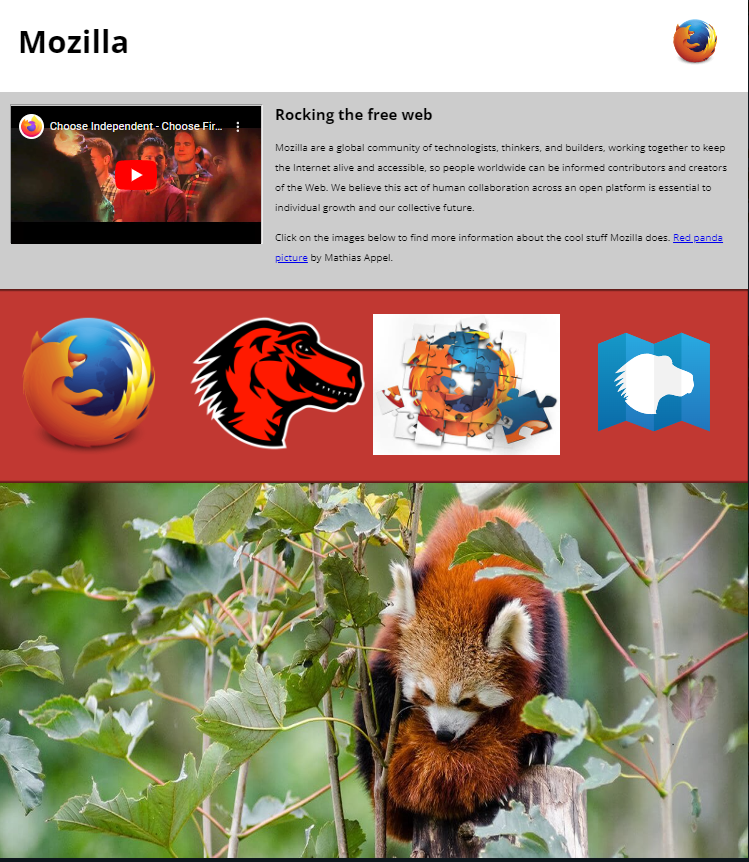 Mozilla
Choose Independent - Choose Fir...
Rocking the free web
Mozilla are a global community of technologists, thinkers, and builders, working together to keep
the Internet alive and accessible, so people worldwide can be informed contributors and creators
of the Web. We believe this act of human collaboration across an open platform is essential to
individual growth and our collective future.
Click on the images below to find more information about the cool stuff Mozilla does. Red panda
picture by Mathias Appel.